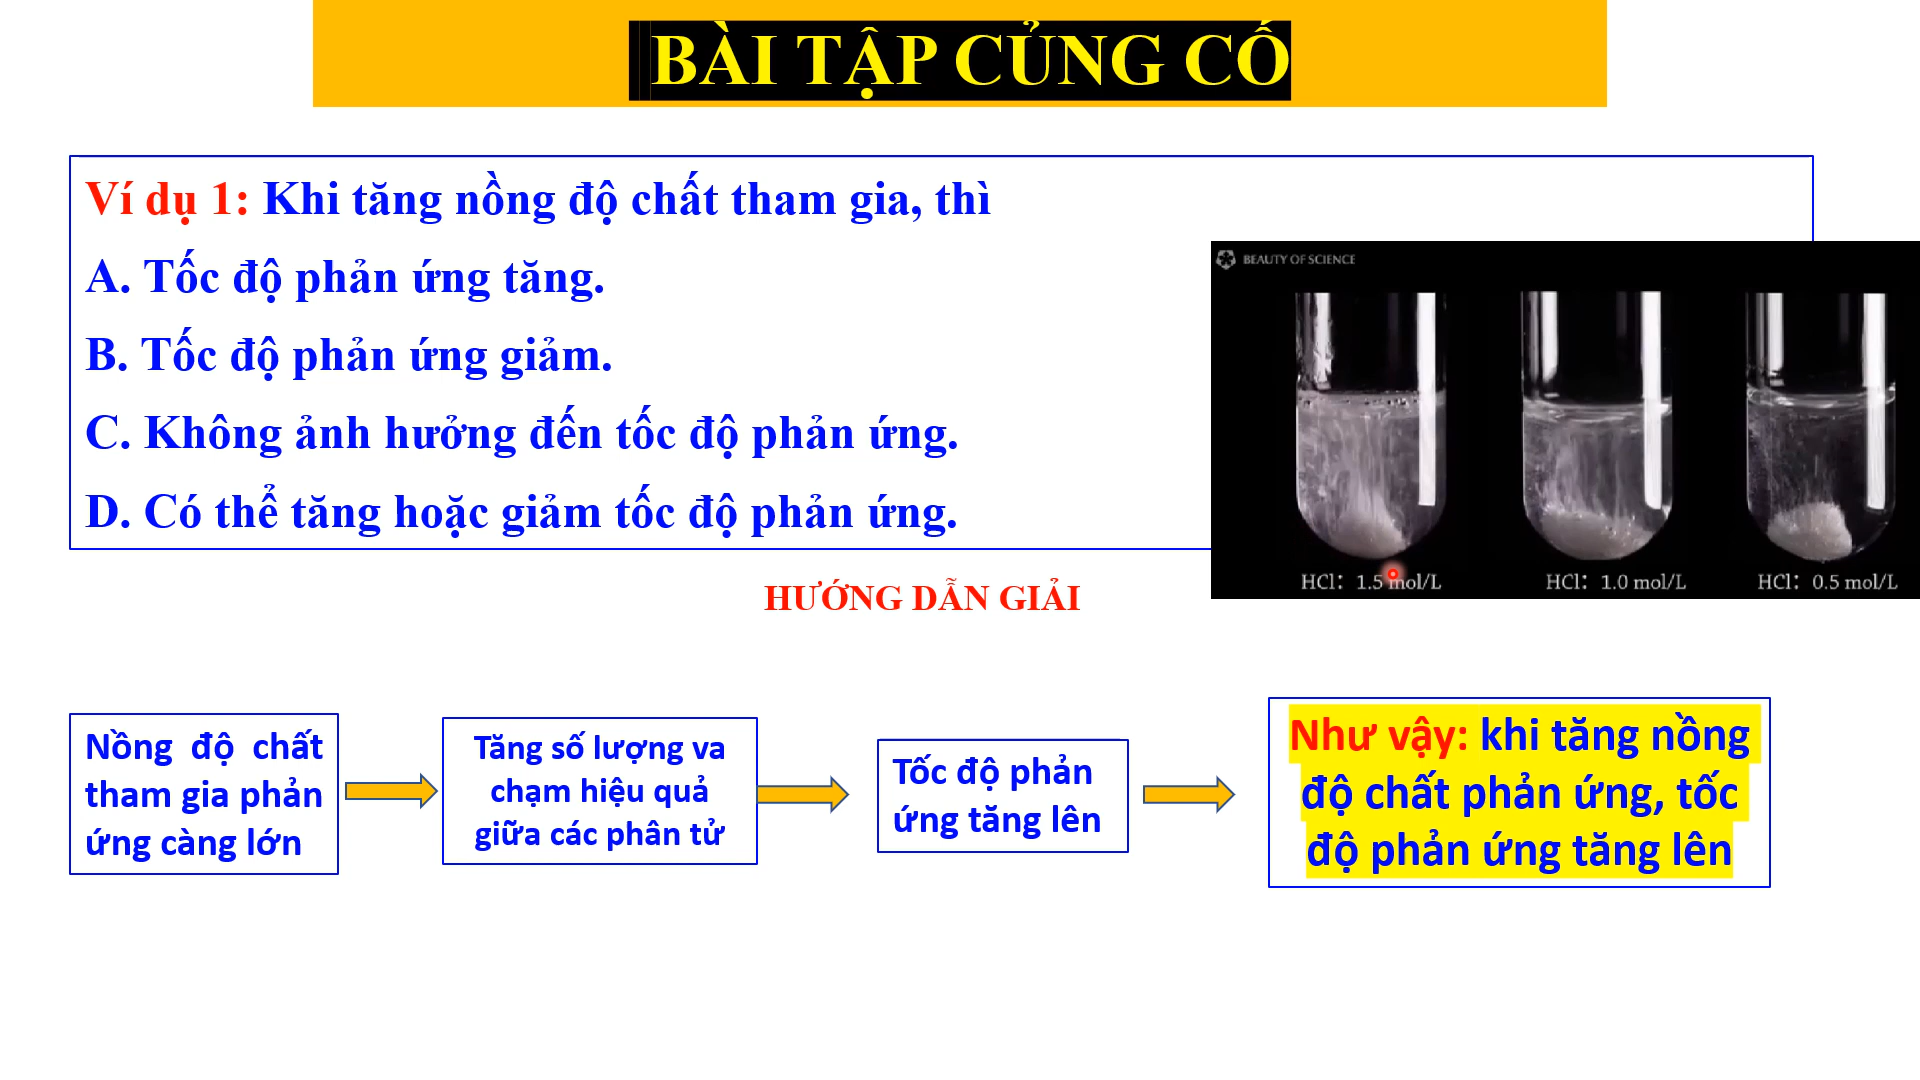 BÀI TẬP CỦNG CỐ
Ví dụ 1: Khi tăng nồng độ chất tham gia, thì
A. Tốc độ phản ứng tăng.
B. Tốc độ phản ứng giảm.
C. Không ảnh hưởng đến tốc độ phản ứng.
D. Có thể tăng hoặc giảm tốc độ phản ứng.
BEAUTY OF SCIENCE
HCl: 1.5 mol/L
HCl: 1.0 mol/L
HCl: 0.5 mol/L
HƯỚNG DẪN GIẢI
Nồng độ chất
tham gia phản
ứng càng lớn
Tăng số lượng va
chạm hiệu quả
giữa các phân tử
Tốc độ phản
ứng tăng lên
Như vậy: khi tăng nồng
độ chất phản ứng, tốc
độ phản ứng tăng lên